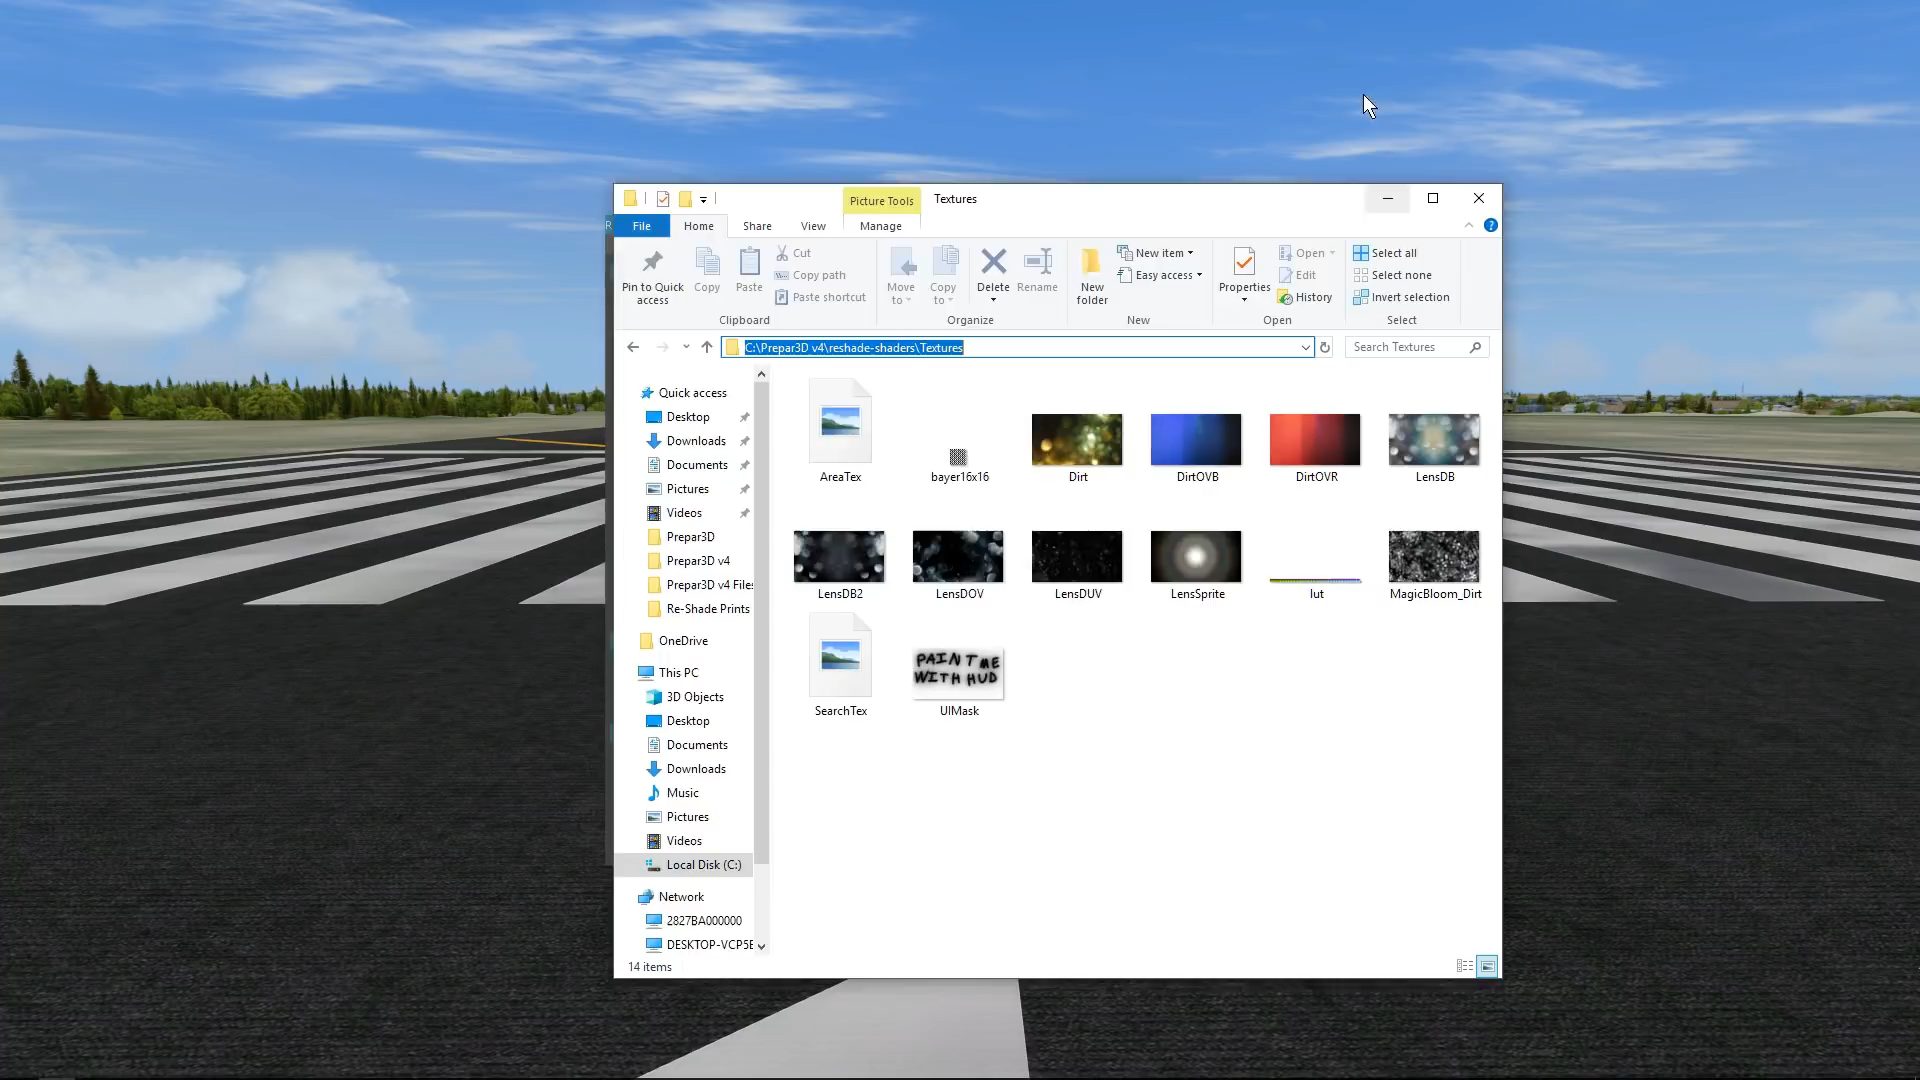 Picture Tools
Textures
File
Home
Share
View
Manage
Pin to Quick access
Copy
Paste
Cut
Copy path
Paste shortcut
Clipboard
Move to
Copy to
Delete
Rename
Organize
New folder
New item
Easy access
New
Properties
Open
Edit
History
Open
Select all
Select none
Invert selection
Select
C:\Prepar3D v4\reshade-shaders\Textures
Search Textures
Quick access
Desktop
Downloads
Documents
Pictures
Videos
Prepar3D
Prepar3D v4
Prepar3D v4 Files
Re-Shade Prints
OneDrive
This PC
3D Objects
Desktop
Documents
Downloads
Music
Pictures
Videos
Local Disk (C:)
Network
2827BA000000
DESKTOP-VCP5E
AreaTex
bayer16x16
Dirt
DirtOVB
DirtOVR
LensDB
LensDB2
LensDOV
LensDUV
LensSprite
lut
MagicBloom_Dirt
PAINT ME
WITH HUD
SearchTex
UIMask
14 items